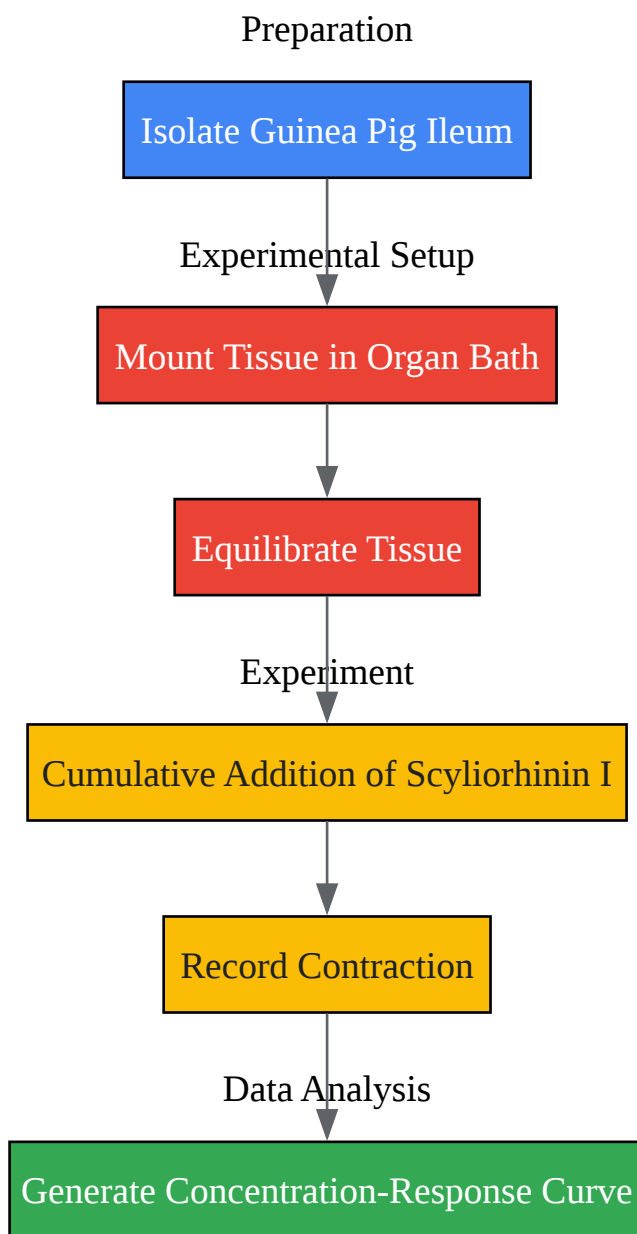 Preparation
Isolate Guinea Pig Ileum
Experimental Setup
Mount Tissue in Organ Bath
Equilibrate Tissue
Experiment
Cumulative Addition of Scyliorhinin I
Record Contraction
Data Analysis
Generate Concentration-Response Curve